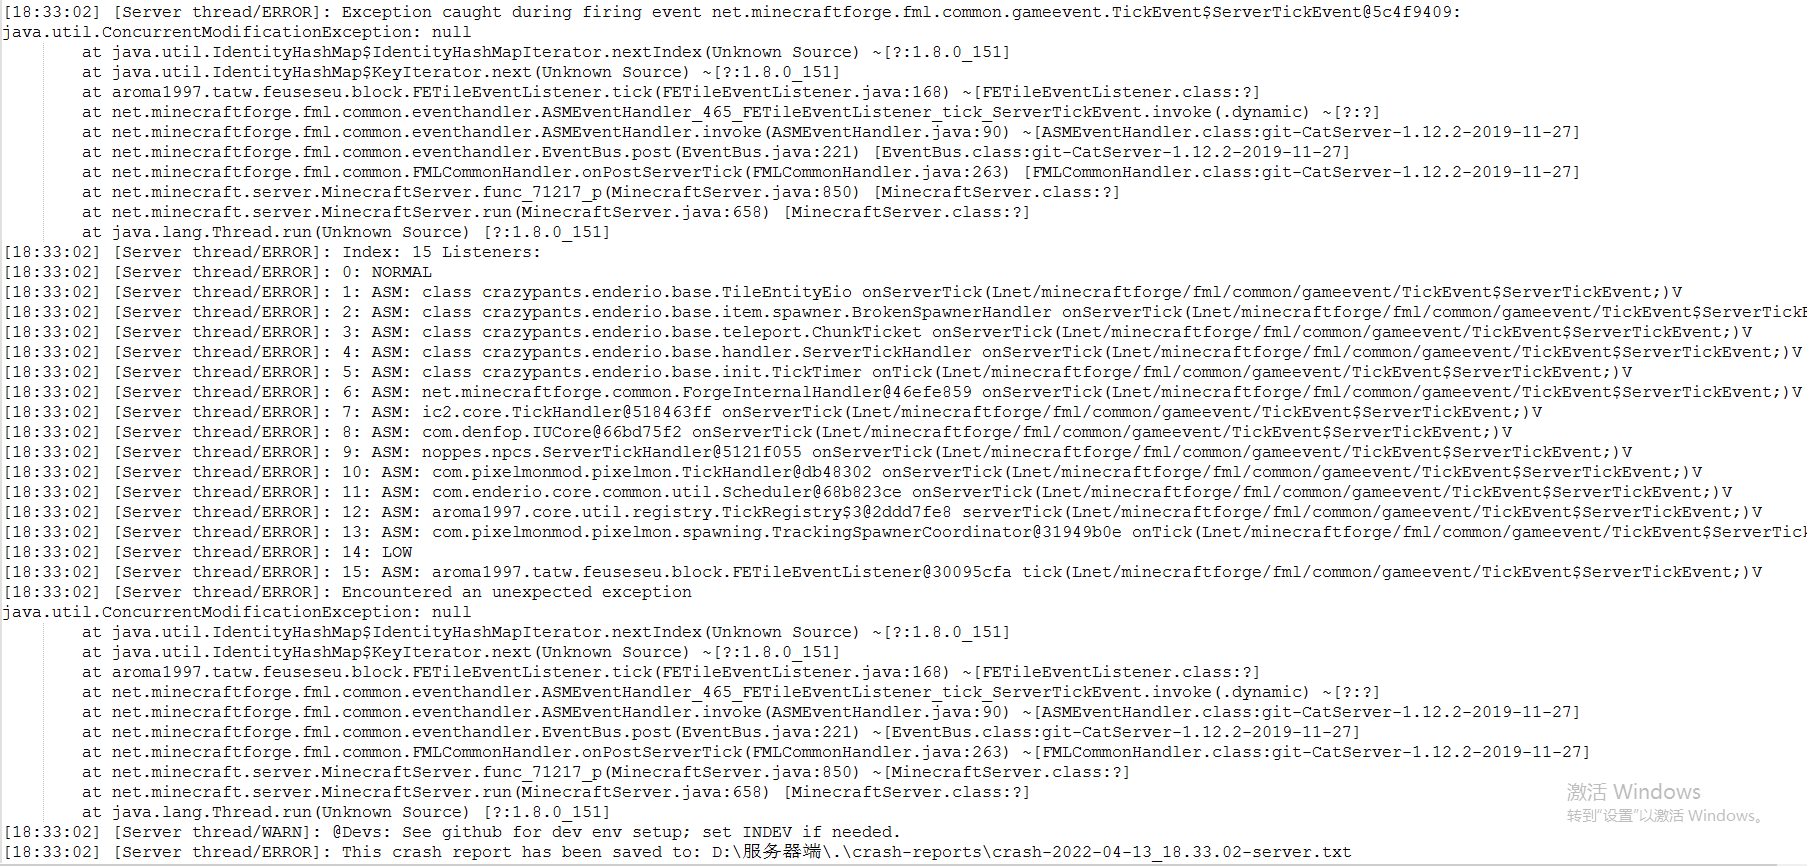 [18:33:02] [Server thread/ERROR]: Exception caught during firing event net.minecraftforge.fml.common.gameevent.TickEvent$ServerTickEvent@5c4f9409:
java.util.ConcurrentModificationException: null
at java.util.IdentityHashMap$IdentityHashMapIterator.nextIndex(Unknown Source) ~[?:1.8.0_151]
at java.util.IdentityHashMap$KeyIterator.next(Unknown Source) ~[?:1.8.0_151]
at aroma1997.tatw.feuseseu.block.FETileEventListener.tick(FETileEventListener.java:168) ~[FETileEventListener.class:?]
at net.minecraftforge.fml.common.eventhandler.ASMEventHandler_465_FETileEventListener_tick_ServerTickEvent.invoke(.dynamic) ~[?:?]
at net.minecraftforge.fml.common.eventhandler.ASMEventHandler.invoke(ASMEventHandler.java:90) ~[ASMEventHandler.class:git-CatServer-1.12.2-2019-11-27]
at net.minecraftforge.fml.common.eventhandler.EventBus.post(EventBus.java:221) [EventBus.class:git-CatServer-1.12.2-2019-11-27]
at net.minecraftforge.fml.common.FMLCommonHandler.onPostServerTick(FMLCommonHandler.java:263) [FMLCommonHandler.class:git-CatServer-1.12.2-2019-11-27]
at net.minecraft.server.MinecraftServer.func_71217_p(MinecraftServer.java:850) [MinecraftServer.class:?]
at net.minecraft.server.MinecraftServer.run(MinecraftServer.java:658) [MinecraftServer.class:?]
at java.lang.Thread.run(Unknown Source) [?:1.8.0_151]
[18:33:02] [Server thread/ERROR]: Index: 15 Listeners:
[18:33:02] [Server thread/ERROR]: 0: NORMAL
[18:33:02] [Server thread/ERROR]: 1: ASM: class crazypants.enderio.base.TileEntityEio onServerTick(Lnet/minecraftforge/fml/common/gameevent/TickEvent$ServerTickEvent;)V
[18:33:02] [Server thread/ERROR]: 2: ASM: class crazypants.enderio.base.item.spawner.BrokenSpawnerHandler onServerTick(Lnet/minecraftforge/fml/common/gameevent/TickEvent$ServerTickE
[18:33:02] [Server thread/ERROR]: 3: ASM: class crazypants.enderio.base.teleport.ChunkTicket onServerTick(Lnet/minecraftforge/fml/common/gameevent/TickEvent$ServerTickEvent;)V
[18:33:02] [Server thread/ERROR]: 4: ASM: class crazypants.enderio.base.handler.ServerTickHandler onServerTick(Lnet/minecraftforge/fml/common/gameevent/TickEvent$ServerTickEvent;)V
[18:33:02] [Server thread/ERROR]: 5: ASM: class crazypants.enderio.base.init.TickTimer onTick(Lnet/minecraftforge/fml/common/gameevent/TickEvent$ServerTickEvent;)V
[18:33:02] [Server thread/ERROR]: 6: ASM: net.minecraftforge.common.ForgeInternalHandler@46efe859 onServerTick(Lnet/minecraftforge/fml/common/gameevent/TickEvent$ServerTickEvent;)V
[18:33:02] [Server thread/ERROR]: 7: ASM: ic2.core.TickHandler@518463ff onServerTick(Lnet/minecraftforge/fml/common/gameevent/TickEvent$ServerTickEvent;)V
[18:33:02] [Server thread/ERROR]: 8: ASM: com.denfop.IUCore@66bd75f2 onServerTick(Lnet/minecraftforge/fml/common/gameevent/TickEvent$ServerTickEvent;)V
[18:33:02] [Server thread/ERROR]: 9: ASM: noppes.npcs.ServerTickHandler@5121f055 onServerTick(Lnet/minecraftforge/fml/common/gameevent/TickEvent$ServerTickEvent;)V
[18:33:02] [Server thread/ERROR]: 10: ASM: com.pixelmonmod.pixelmon.TickHandler@db48302 onServerTick(Lnet/minecraftforge/fml/common/gameevent/TickEvent$ServerTickEvent;)V
[18:33:02] [Server thread/ERROR]: 11: ASM: com.enderio.core.common.util.Scheduler@68b823ce onServerTick(Lnet/minecraftforge/fml/common/gameevent/TickEvent$ServerTickEvent;)V
[18:33:02] [Server thread/ERROR]: 12: ASM: aroma1997.core.util.registry.TickRegistry$3@2ddd7fe8 serverTick(Lnet/minecraftforge/fml/common/gameevent/TickEvent$ServerTickEvent;)V
[18:33:02] [Server thread/ERROR]: 13: ASM: com.pixelmonmod.pixelmon.spawning.TrackingSpawnerCoordinator@31949b0e onTick(Lnet/minecraftforge/fml/common/gameevent/TickEvent$ServerTick
[18:33:02] [Server thread/ERROR]: 14: LOW
[18:33:02] [Server thread/ERROR]: 15: ASM: aroma1997.tatw.feuseseu.block.FETileEventListener@30095cfa tick(Lnet/minecraftforge/fml/common/gameevent/TickEvent$ServerTickEvent;)V
[18:33:02] [Server thread/ERROR]: Encountered an unexpected exception
java.util.ConcurrentModificationException: null
at java.util.IdentityHashMap$IdentityHashMapIterator.nextIndex(Unknown Source) ~[?:1.8.0_151]
at java.util.IdentityHashMap$KeyIterator.next(Unknown Source) ~[?:1.8.0_151]
at aroma1997.tatw.feuseseu.block.FETileEventListener.tick(FETileEventListener.java:168) ~[FETileEventListener.class:?]
at net.minecraftforge.fml.common.eventhandler.ASMEventHandler_465_FETileEventListener_tick_ServerTickEvent.invoke(.dynamic) ~[?:?]
at net.minecraftforge.fml.common.eventhandler.ASMEventHandler.invoke(ASMEventHandler.java:90) ~[ASMEventHandler.class:git-CatServer-1.12.2-2019-11-27]
at net.minecraftforge.fml.common.eventhandler.EventBus.post(EventBus.java:221) ~[EventBus.class:git-CatServer-1.12.2-2019-11-27]
at net.minecraftforge.fml.common.FMLCommonHandler.onPostServerTick(FMLCommonHandler.java:263) ~[FMLCommonHandler.class:git-CatServer-1.12.2-2019-11-27]
at net.minecraft.server.MinecraftServer.func_71217_p(MinecraftServer.java:850) ~[MinecraftServer.class:?]
at net.minecraft.server.MinecraftServer.run(MinecraftServer.java:658) [MinecraftServer.class:?]
at java.lang.Thread.run(Unknown Source) [?:1.8.0_151]
[18:33:02] [Server thread/WARN]: @Devs: See github for dev env setup; set INDEV if needed.
[18:33:02] [Server thread/ERROR]: This crash report has been saved to: D:\服务器端\.\crash-reports\crash-2022-04-13_18.33.02-server.txt
激活 Windows
转到"设置"以激活 Windows。